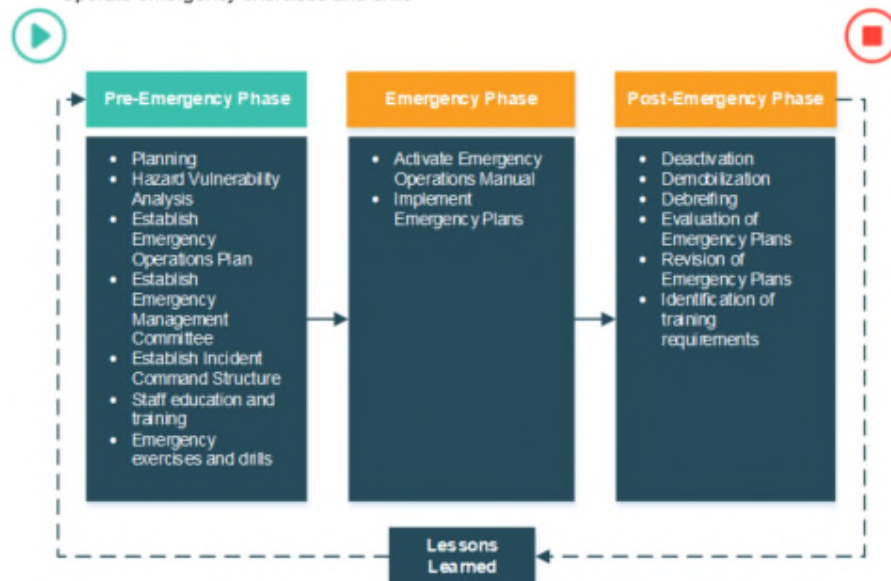 Pre-Emergency Phase
Planning
Hazard Vulnerability
Analysis
Establish
Emergency
Operations Plan
Establish
Emergency
Management
Committee
Establish Incident
Command Structure
Staff education and
training
Emergency
exercises and drills
Emergency Phase
Activate Emergency
Operations Manual
Implement
Emergency Plans
Post-Emergency Phase
Deactivation
Demobilization
Debreifing
Evaluation of
Emergency Plans
Revision of
Emergency Plans
Identification of
training
requirements
Lessons
Learned